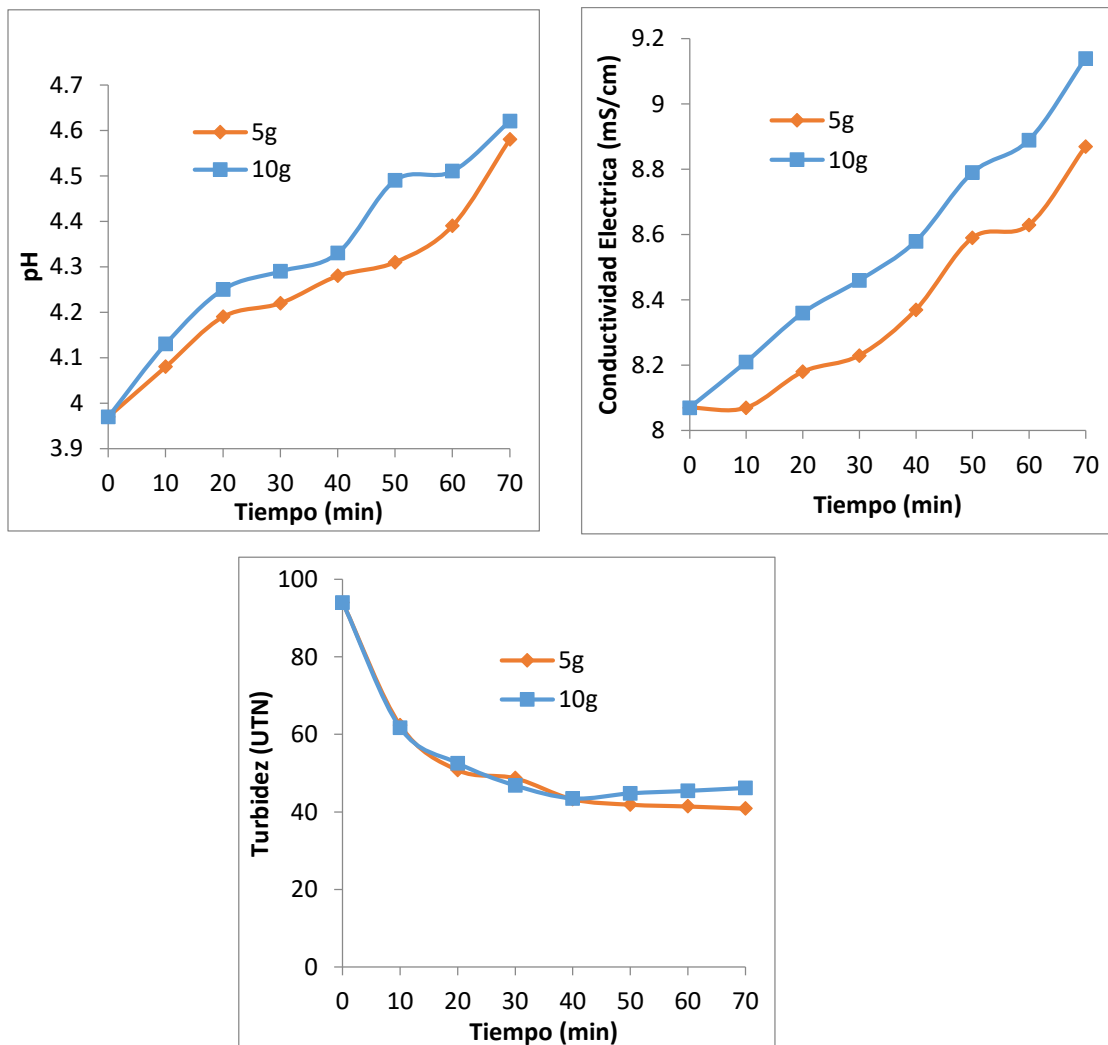 4.7
4.6
4.5
4.4
4.3
4.2
4.1
4
3.9
pH
5g
10g
0 10 20 30 40 50 60 70
Tiempo (min)
9.2
9
8.8
8.6
8.4
8.2
8
Conductividad Electrica (mS/cm)
5g
10g
0 10 20 30 40 50 60 70
Tiempo (min)
100
80
60
40
20
0
Turbidez (UTN)
5g
10g
0 10 20 30 40 50 60 70
Tiempo (min)